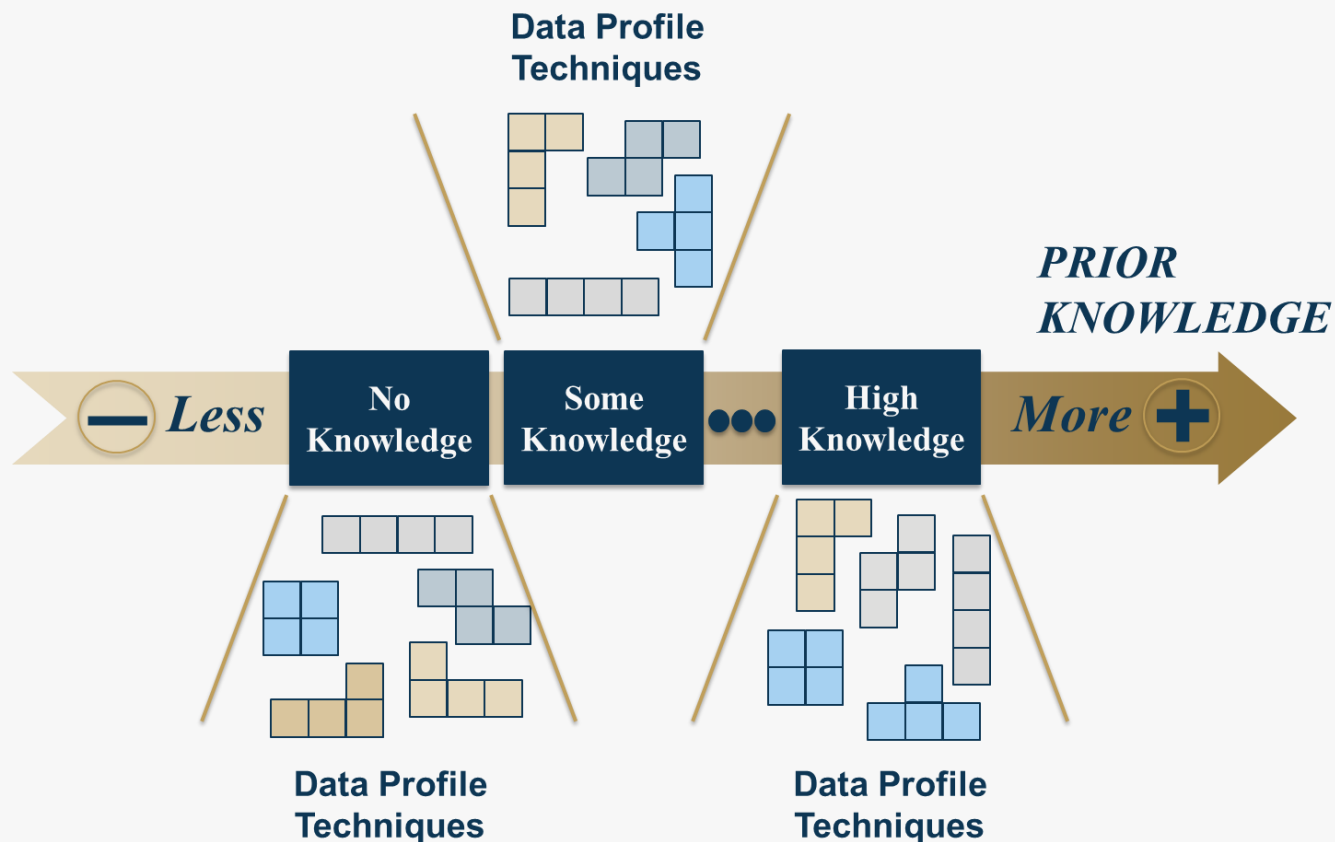 Data Profile
Techniques
PRIOR
KNOWLEDGE
Less
No
Knowledge
Some
Knowledge
High
Knowledge
More
Data Profile
Techniques
Data Profile
Techniques